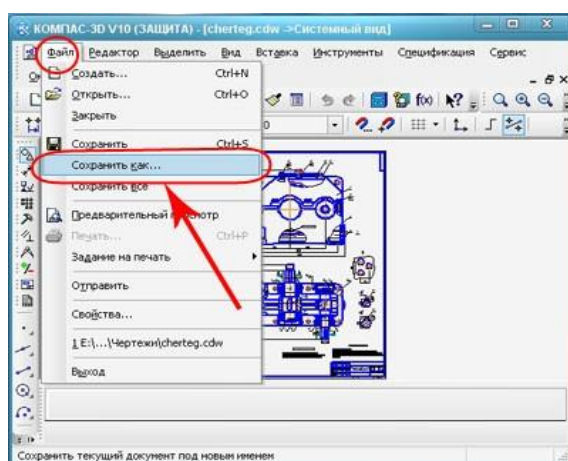 КОМПАС-3D V10 (ЗАЩИТА) - [cherteg.cdw ->Системный вид]
Файл Редактор Выделить Вид Вставка Инструменты Спецификация Сервис
Создать... Ctrl+N
Открыть... Ctrl+O
f(x)
Закрыть
0
Сохранить Ctrl+S
Сохранить как...
Сохранить все
Предварительный просмотр
Печать... Ctrl+P
Задание на печать
Отправить
Свойства...
1 E:\...\Чертежи\cherteg.cdw
Выход
Сохранить текущий документ под новым именем